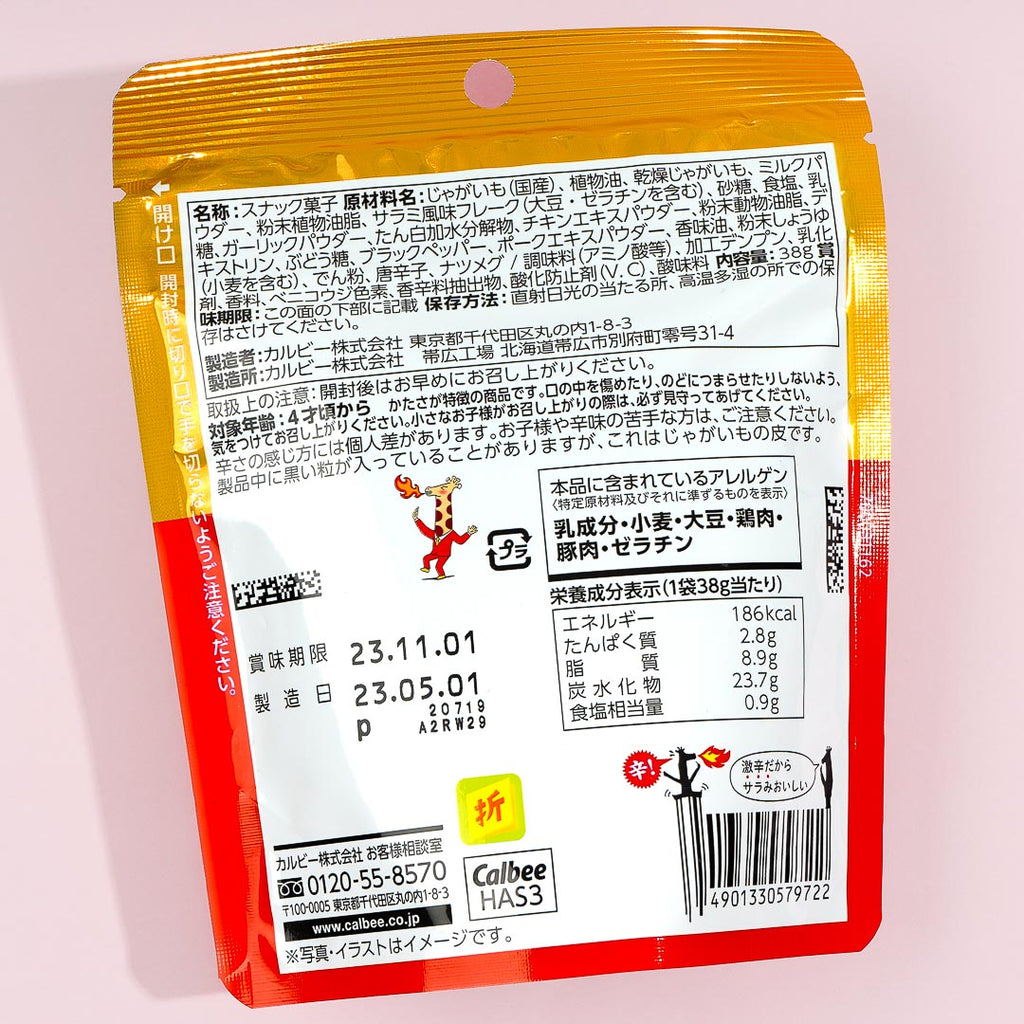 ←開け口 開封時に切り口で手を切らないようご注意ください。
名称：スナック菓子 原材料名：じゃがいも（国産）、植物油、乾燥じゃがいも、ミルクパ
ウダー、粉末植物油脂、サラミ風味フレーク（大豆・ゼラチンを含む）、砂糖、食塩、乳
糖、ガーリックパウダー、たん白加水分解物、チキンエキスパウダー、粉末動物油脂、デ
キストリン、ぶどう糖、ブラックペッパー、ポークエキスパウダー、香味油、粉末しょうゆ
（小麦を含む）、でん粉、唐辛子、ナツメグ／調味料（アミノ酸等）、加工デンプン、乳化
剤、香料、ベニコウジ色素、香辛料抽出物、酸化防止剤（V.C）、酸味料 内容量：38g 賞
味期限：この面の下部に記載 保存方法：直射日光の当たる所、高温多湿の所での保
存はさけてください。
製造者：カルビー株式会社 東京都千代田区丸の内1-8-3
製造所：カルビー株式会社 帯広工場 北海道帯広市別府町零号31-4
取扱上の注意：開封後はお早めにお召し上がりください。
対象年齢：4才頃から かたさが特徴の商品です。口の中を傷めたり、のどにつまらせたりしないよう、
気をつけてお召し上がりください。小さなお子様がお召し上がりの際は、必ず見守ってあげてください。
辛さの感じ方には個人差があります。お子様や辛味の苦手な方は、ご注意ください。
製品中に黒い粒が入っていることがありますが、これはじゃがいもの皮です。
プラ
本品に含まれているアレルゲン
〈特定原材料及びそれに準ずるものを表示〉
乳成分・小麦・大豆・鶏肉・
豚肉・ゼラチン
栄養成分表示（1袋38g当たり）
エネルギー 186kcal
たんぱく質 2.8g
脂質 8.9g
炭水化物 23.7g
食塩相当量 0.9g
賞味期限 23.11.01
製造日 23.05.01
p 20719
A2RW29
辛!
激辛だから
サラみおいしい
折
4901330579722
カルビー株式会社 お客様相談室
0120-55-8570
〒100-0005 東京都千代田区丸の内1-8-3
www.calbee.co.jp
Calbee
HAS3
※写真・イラストはイメージです。